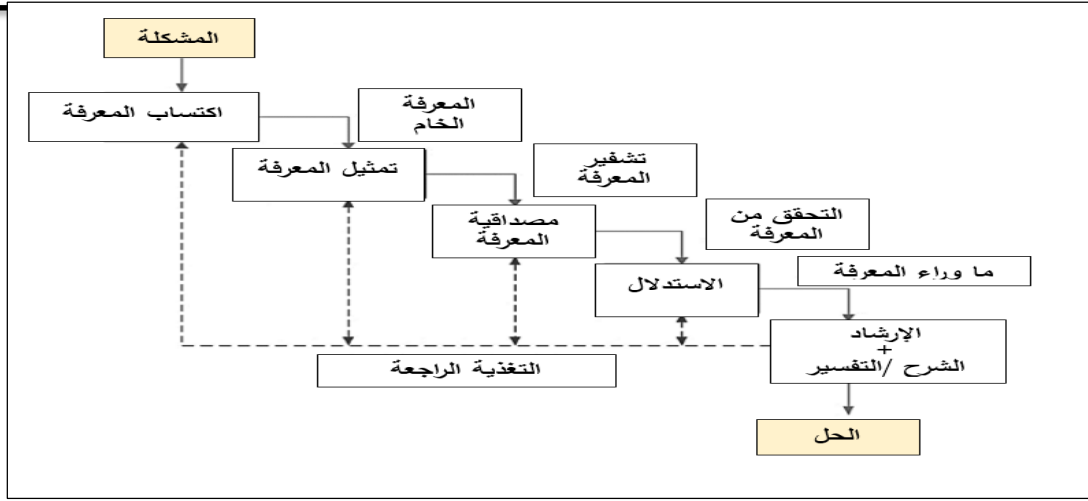 المشكلة
اكتساب المعرفة
المعرفة
الخام
تمثيل المعرفة
تشفير
المعرفة
مصداقية
المعرفة
التحقق من
المعرفة
الاستدلال
ما وراء المعرفة
الإرشاد
+
الشرح /التفسير
التغذية الراجعة
الحل